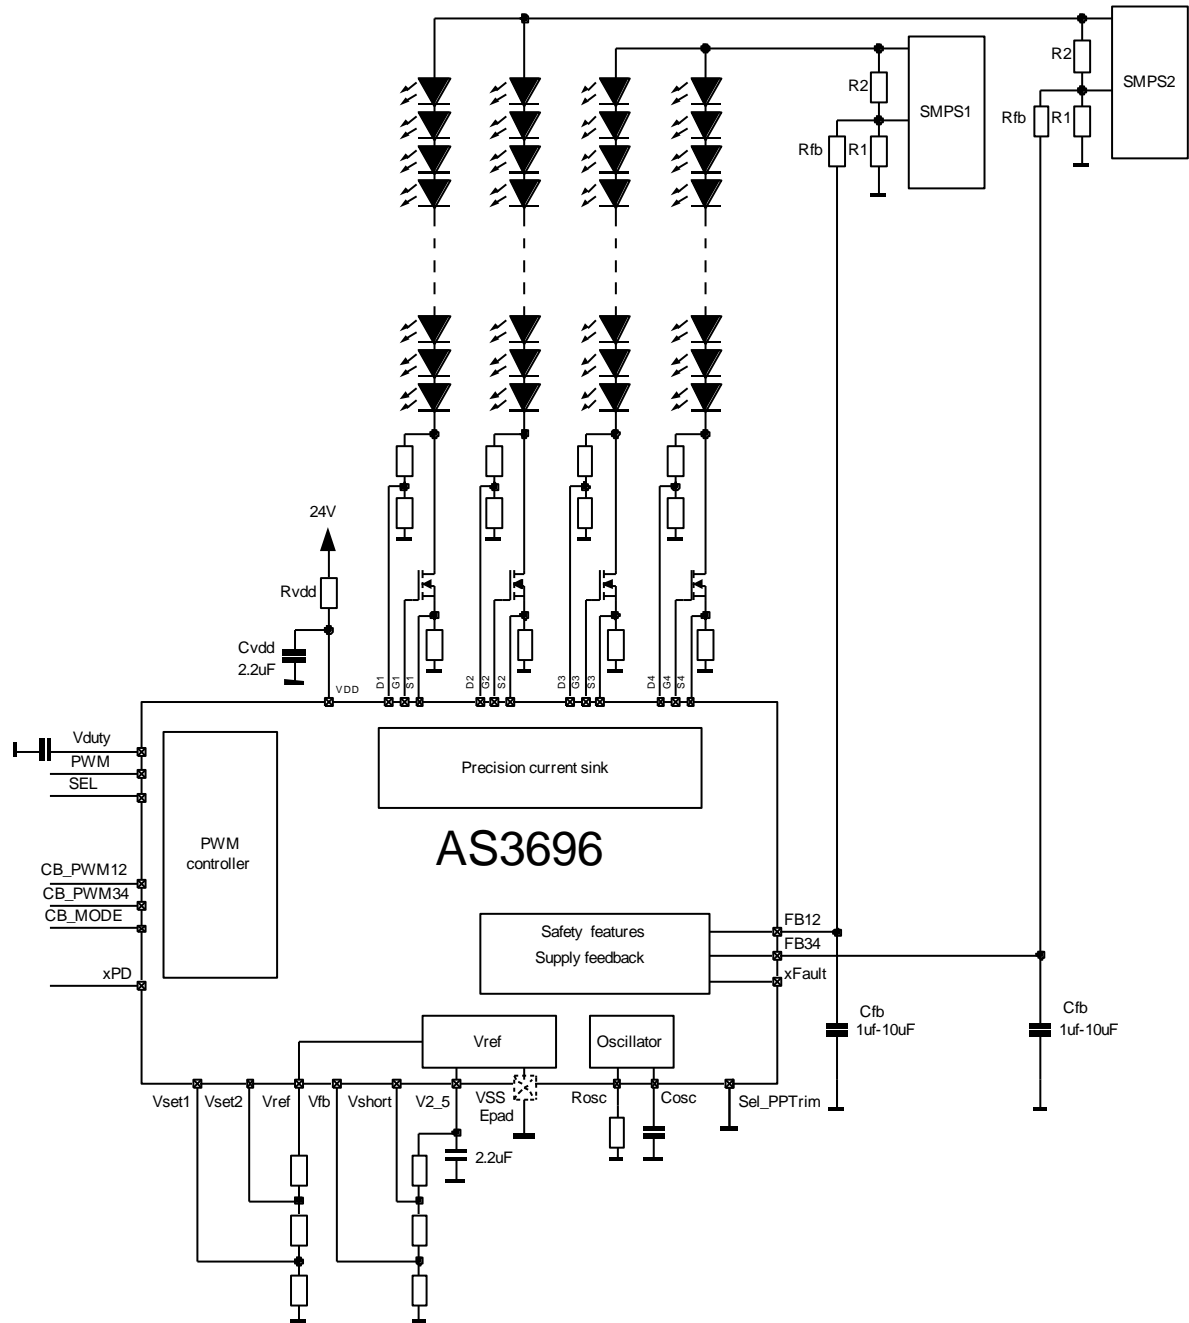 R2
SMPS2
R2
SMPS1
Rfb
R1
Rfb
R1
24V
Rvdd
Cvdd
2.2uF
VDD
D1
G1
S1
D2
G2
S2
D3
G3
S3
D4
G4
S4
Vduty
PWM
SEL
Precision current sink
PWM
controller
AS3696
CB_PWM12
CB_PWM34
CB_MODE
Safety features
Supply feedback
FB12
FB34
xFault
xPD
Cfb
1uf-10uF
Cfb
1uf-10uF
Vref
Oscillator
Vset1
Vset2
Vref
Vfb
Vshort
V2_5
VSS
Epad
Rosc
Cosc
Sel_PPTrim
2.2uF